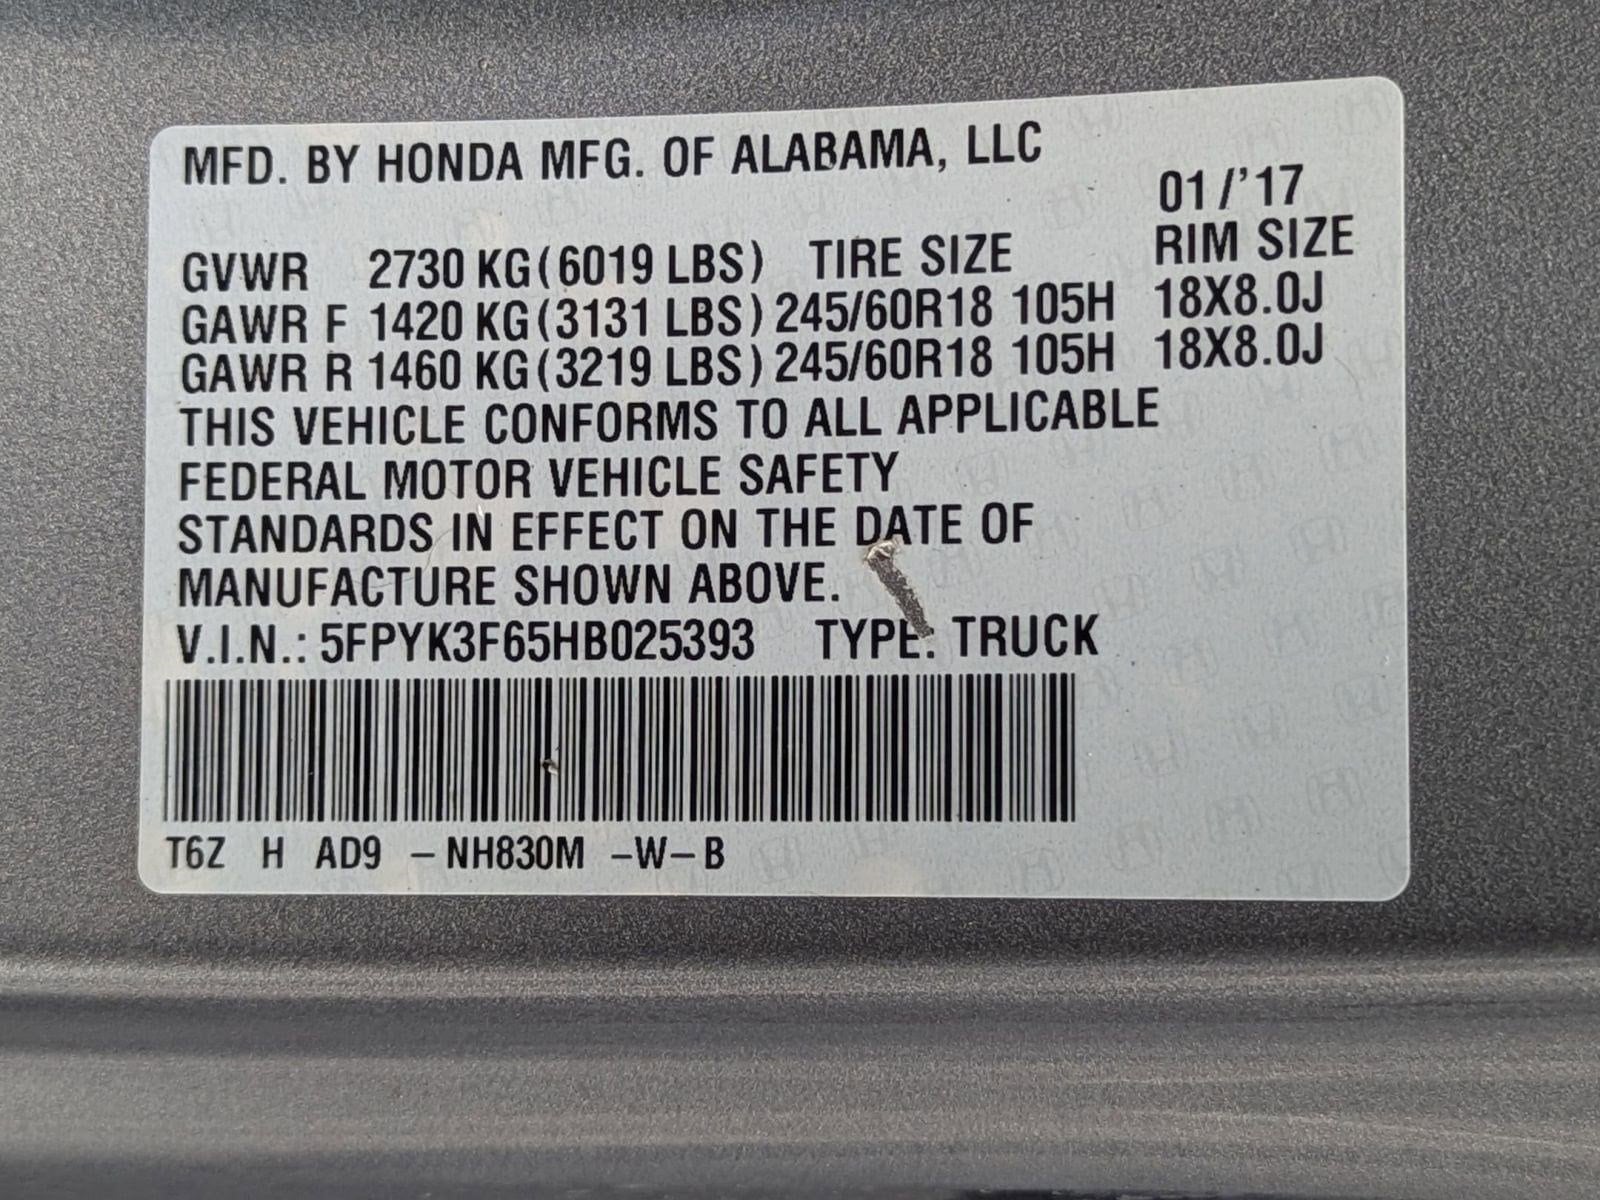 MFD. BY HONDA MFG. OF ALABAMA, LLC
01/'17
GVWR 2730 KG(6019 LBS) TIRE SIZE RIM SIZE
GAWR F 1420 KG(3131 LBS) 245/60R18 105H 18X8.0J
GAWR R 1460 KG(3219 LBS) 245/60R18 105H 18X8.0J
THIS VEHICLE CONFORMS TO ALL APPLICABLE
FEDERAL MOTOR VEHICLE SAFETY
STANDARDS IN EFFECT ON THE DATE OF
MANUFACTURE SHOWN ABOVE.
V.I.N.: 5FPYK3F65HB025393 TYPE: TRUCK
T6Z H AD9 -NH830M -W-B